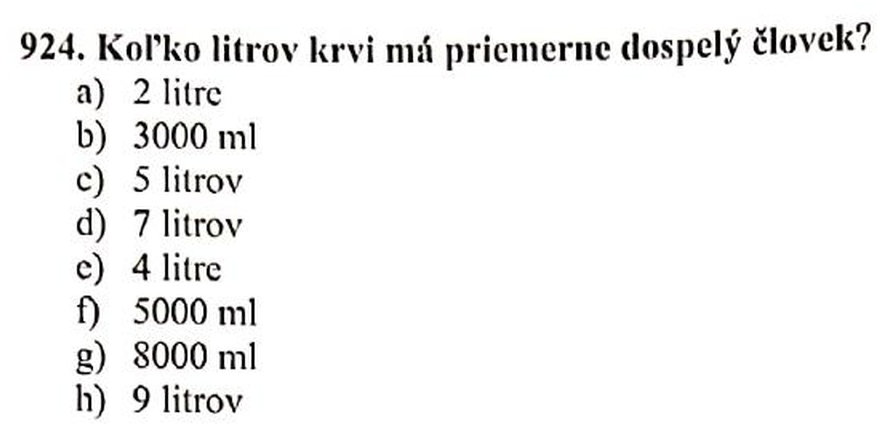 924. Koľko litrov krvi má priemerne dospelý človek?
a) 2 litre
b) 3000 ml
c) 5 litrov
d) 7 litrov
e) 4 litre
f) 5000 ml
g) 8000 ml
h) 9 litrov